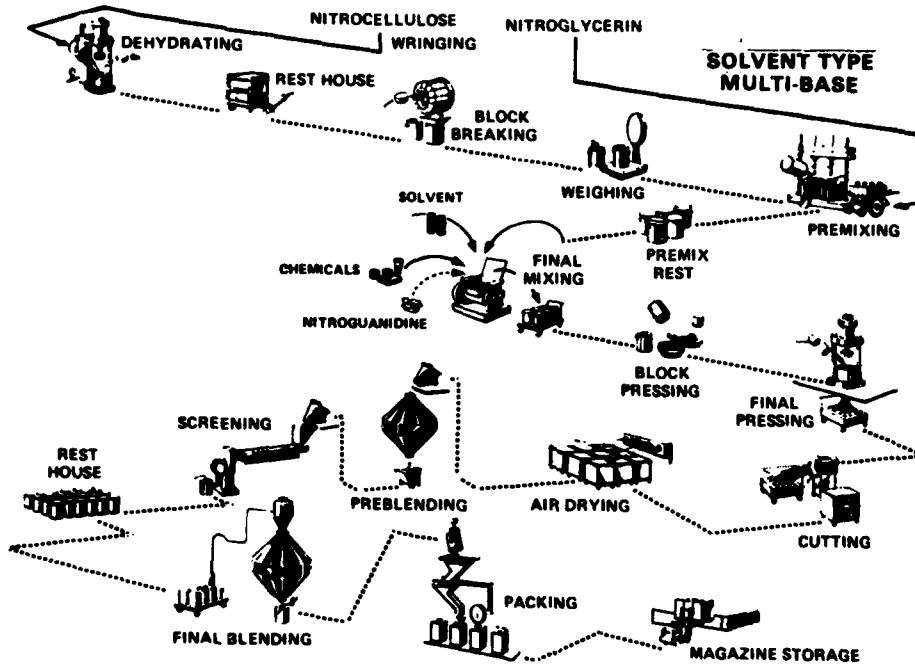 NITROCELLULOSE
WRINGING
DEHYDRATING
NITROGLYCERIN
SOLVENT TYPE
MULTI-BASE
REST HOUSE
BLOCK
BREAKING
WEIGHING
PREMIXING
SOLVENT
PREMIX
REST
FINAL
MIXING
CHEMICALS
NITROGUANIDINE
BLOCK
PRESSING
FINAL
PRESSING
SCREENING
REST
HOUSE
PREBLENDING
AIR DRYING
CUTTING
FINAL BLENDING
PACKING
MAGAZINE STORAGE